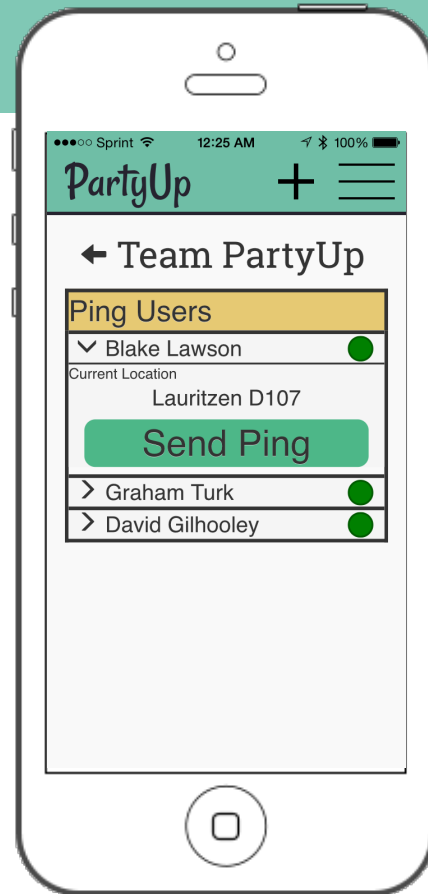 Sprint 12:25 AM 100%
PartyUp
Team PartyUp
Ping Users
Blake Lawson
Current Location
Lauritzen D107
Send Ping
Graham Turk
David Gilhooley